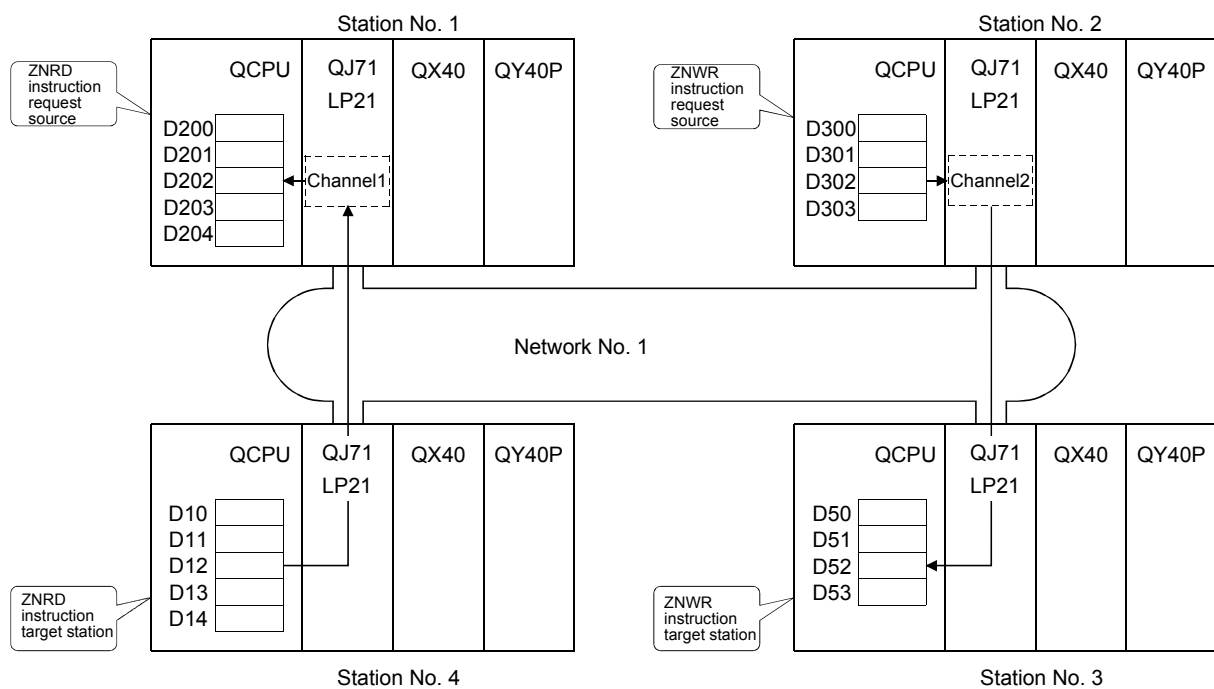 Station No. 1
ZNRD
instruction
request
source
QCPU
D200
D201
D202
D203
D204
QJ71
LP21
Channel1
QX40
QY40P
Station No. 2
ZNWR
instruction
request
source
QCPU
D300
D301
D302
D303
QJ71
LP21
Channel2
QX40
QY40P
Network No. 1
QCPU
D10
D11
D12
D13
D14
QJ71
LP21
QX40
QY40P
ZNRD
instruction
target station
Station No. 4
QCPU
D50
D51
D52
D53
QJ71
LP21
QX40
QY40P
ZNWR
instruction
target station
Station No. 3